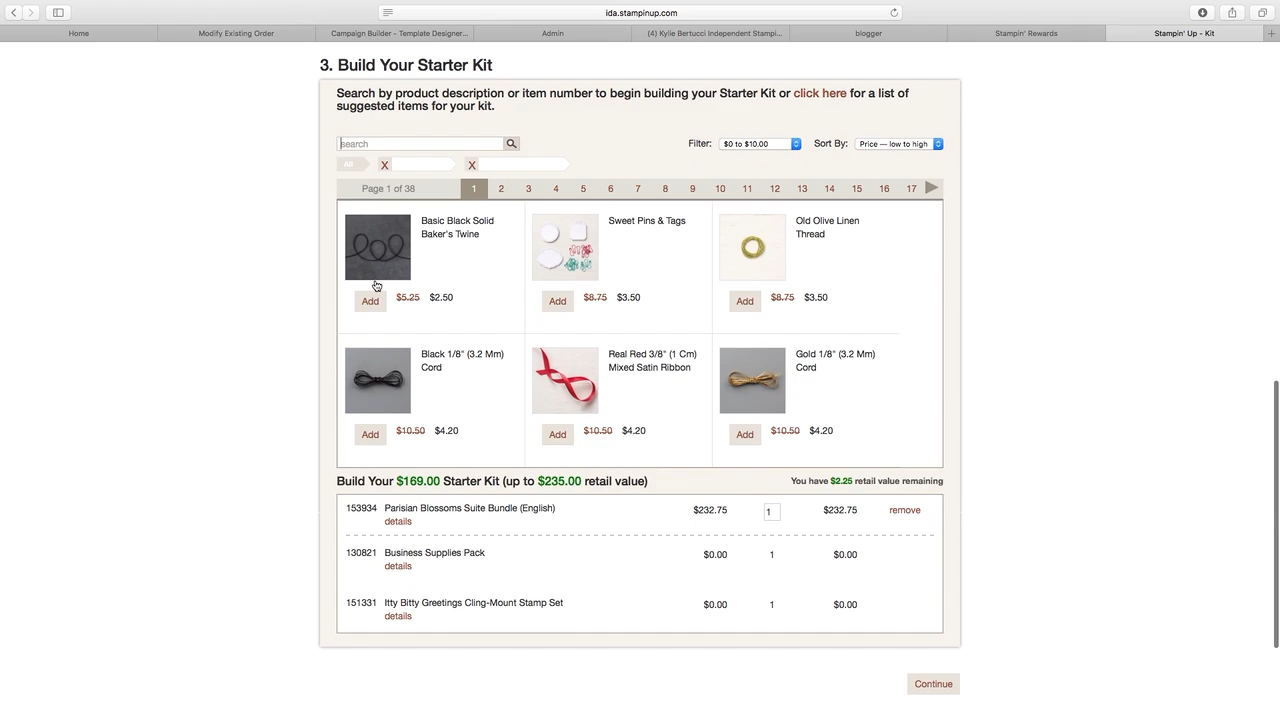 ida.stampinup.com
Home
Modify Existing Order
Campaign Builder - Template Designer...
Admin
(4) Kylie Bertucci Independent Stampi...
blogger
Stampin' Rewards
Stampin' Up - Kit
3. Build Your Starter Kit
Search by product description or item number to begin building your Starter Kit or click here for a list of
suggested items for your kit.
search
Filter: $0 to $10.00 Sort By: Price — low to high
All X X
Page 1 of 38 1 2 3 4 5 6 7 8 9 10 11 12 13 14 15 16 17
Basic Black Solid
Baker's Twine
Add $5.25 $2.50
Sweet Pins & Tags
Add $8.75 $3.50
Old Olive Linen
Thread
Add $8.75 $3.50
Black 1/8" (3.2 Mm)
Cord
Add $10.50 $4.20
Real Red 3/8" (1 Cm)
Mixed Satin Ribbon
Add $10.50 $4.20
Gold 1/8" (3.2 Mm)
Cord
Add $10.50 $4.20
Build Your $169.00 Starter Kit (up to $235.00 retail value)
You have $2.25 retail value remaining
153934 Parisian Blossoms Suite Bundle (English) $232.75 1 $232.75 remove
details
130821 Business Supplies Pack $0.00 1 $0.00
details
151331 Itty Bitty Greetings Cling-Mount Stamp Set $0.00 1 $0.00
details
Continue